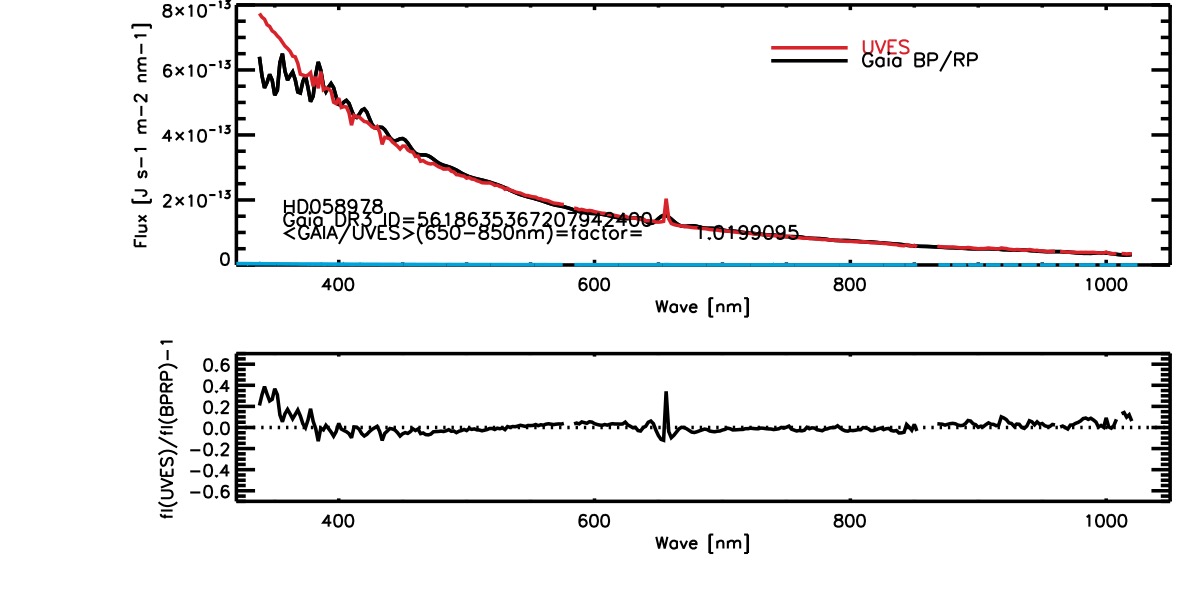 8×10−13
6×10−13
4×10−13
2×10−13
0
Flux [J s−1 m−2 nm−1]
UVES
Gaia BP/RP
HD058978
Gaia DR3 ID=5618635367207942400
<GAIA/UVES>(650−850nm)=factor= 1.0199095
400 600 800 1000
Wave [nm]
fl(UVES)/fl(BPRP)−1
0.6
0.4
0.2
0.0
−0.2
−0.4
−0.6
400 600 800 1000
Wave [nm]